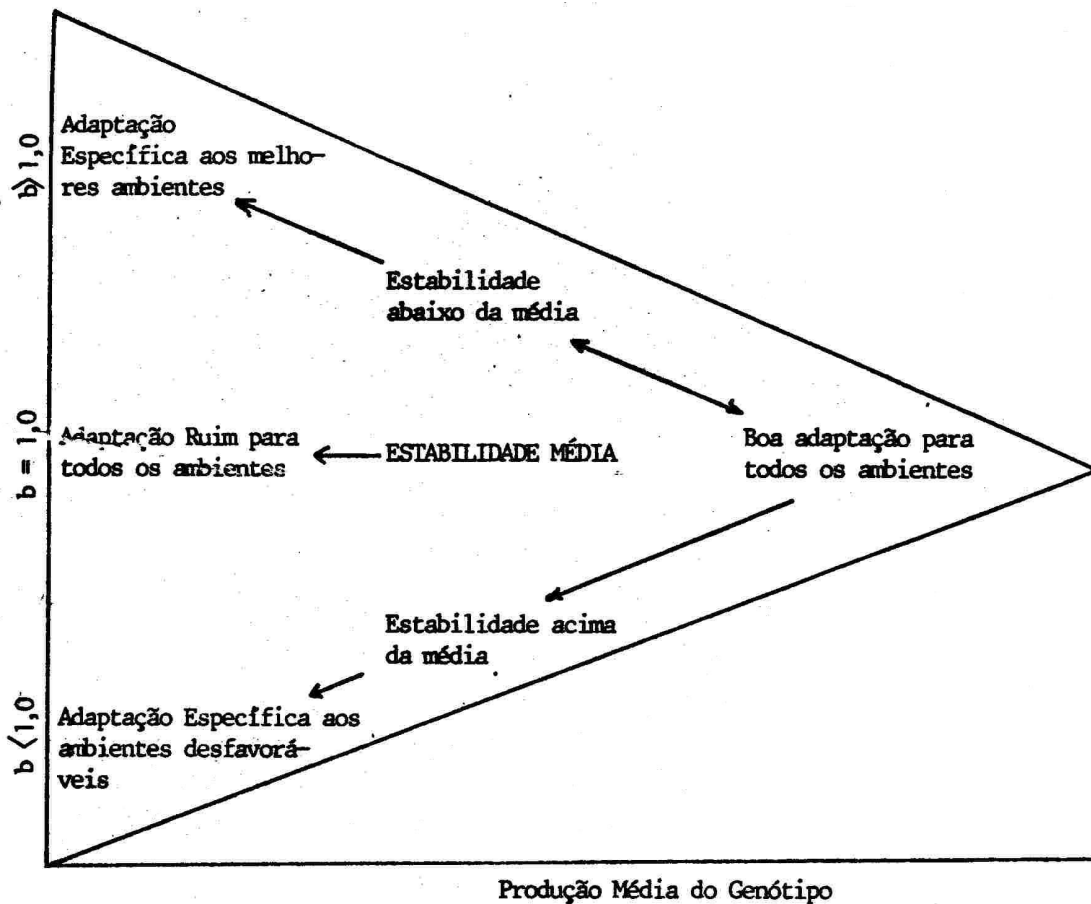 Adaptação
Específica aos melho-
res ambientes
b > 1,0
Estabilidade
abaixo da média
b = 1,0
Adaptação Ruim para
todos os ambientes
ESTABILIDADE MÉDIA
Boa adaptação para
todos os ambientes
Estabilidade acima
da média
b < 1,0
Adaptação Específica aos
ambientes desfavorá-
veis
Produção Média do Genótipo